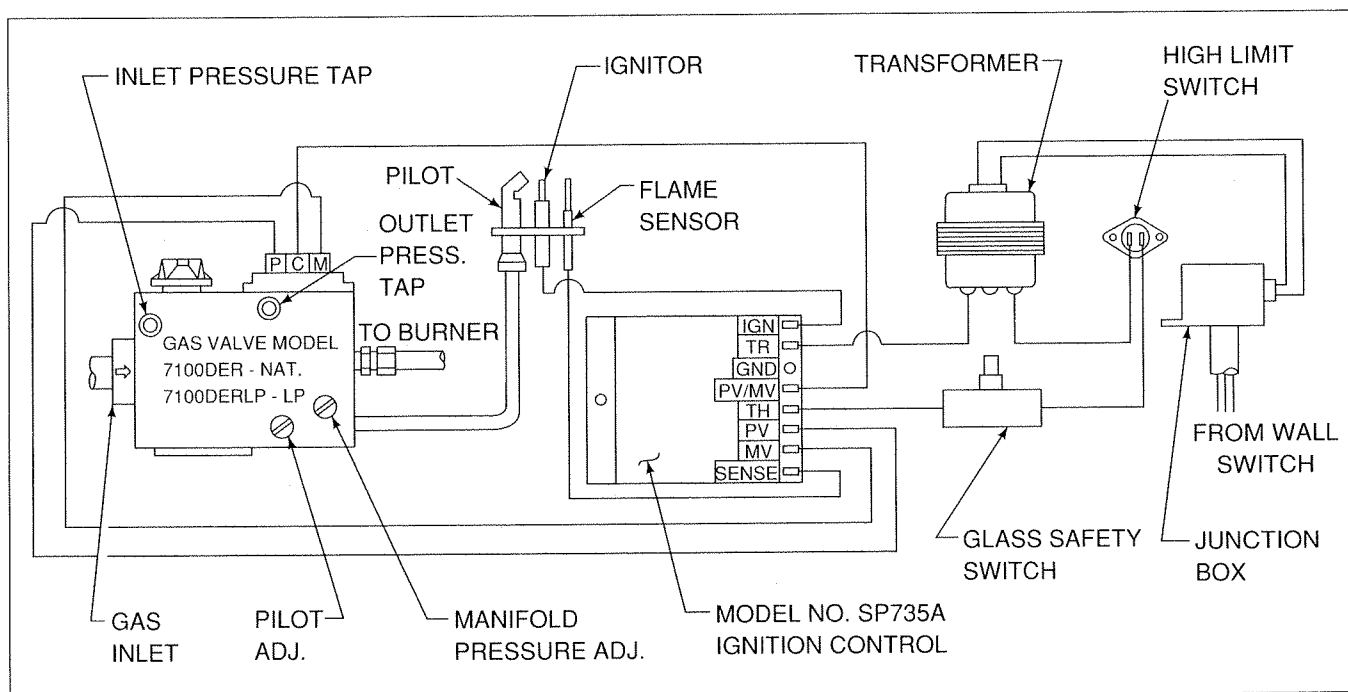 INLET PRESSURE TAP
IGNITOR
TRANSFORMER
HIGH LIMIT
SWITCH
PILOT
FLAME
SENSOR
OUTLET
PRESS.
TAP
P C M
GAS VALVE MODEL
7100DER - NAT.
7100DERLP - LP
TO BURNER
IGN
TR
GND
PV/MV
TH
PV
MV
SENSE
FROM WALL
SWITCH
GLASS SAFETY
SWITCH
JUNCTION
BOX
GAS
INLET
PILOT
ADJ.
MANIFOLD
PRESSURE ADJ.
MODEL NO. SP735A
IGNITION CONTROL